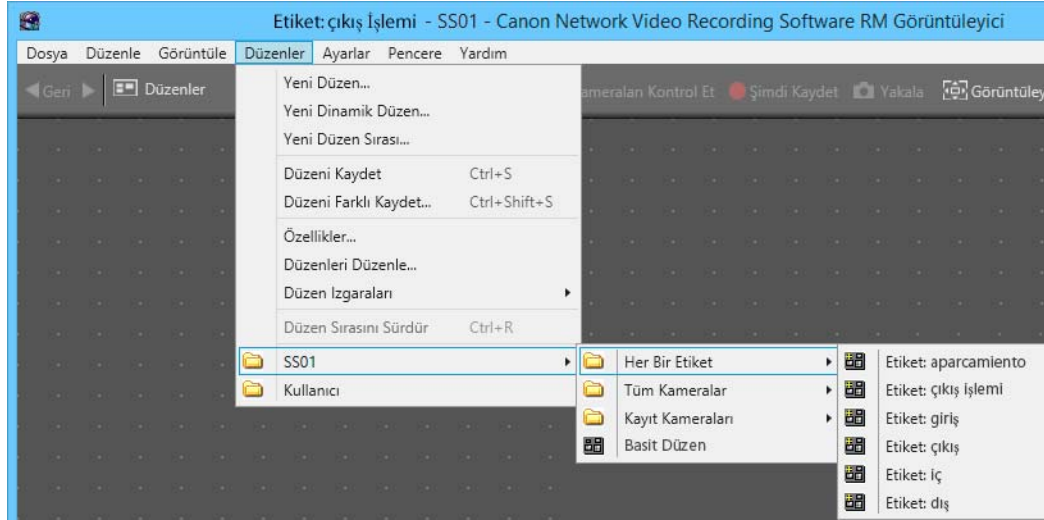 Etiket: çıkış İşlemi - SS01 - Canon Network Video Recording Software RM Görüntüleyici
Dosya Düzenle Görüntüle Düzenler Ayarlar Pencere Yardım
Geri Düzenler
Kontrol Et Şimdi Kaydet Yakala
Yeni Düzen...
Yeni Dinamik Düzen...
Yeni Düzen Sırası...
Düzeni Kaydet Ctrl+S
Düzeni Farklı Kaydet... Ctrl+Shift+S
Özellikler...
Düzenleri Düzenle...
Düzen Izgaraları
Düzen Sırasını Sürdür Ctrl+R
SS01
Kullanıcı
Her Bir Etiket
Tüm Kameralar
Kayıt Kameraları
Basit Düzen
Etiket: aparcamiento
Etiket: çıkış işlemi
Etiket: giriş
Etiket: çıkış
Etiket: iç
Etiket: dış